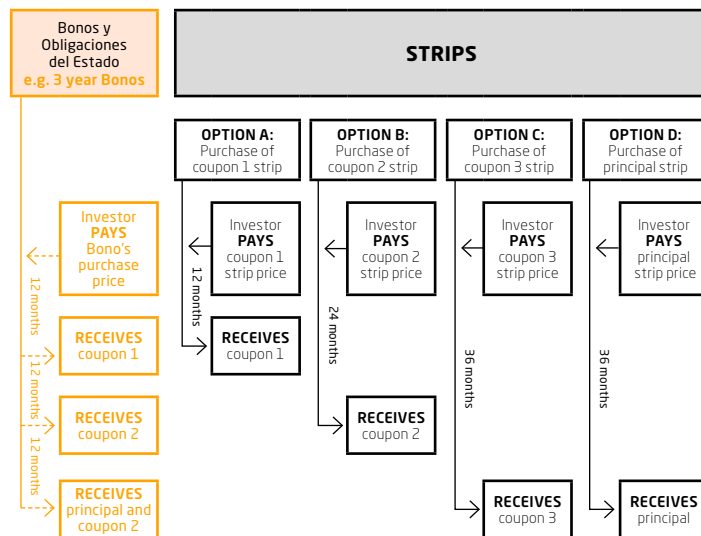 Bonos y
Obligaciones
del Estado
e.g. 3 year Bonos
STRIPS
OPTION A:
Purchase of
coupon 1 strip
OPTION B:
Purchase of
coupon 2 strip
OPTION C:
Purchase of
coupon 3 strip
OPTION D:
Purchase of
principal strip
Investor
PAYS
Bono's
purchase
price
Investor
PAYS
coupon 1
strip price
Investor
PAYS
coupon 2
strip price
Investor
PAYS
coupon 3
strip price
Investor
PAYS
principal
strip price
12 months
12 months
24 months
36 months
36 months
RECEIVES
coupon 1
RECEIVES
coupon 1
12 months
RECEIVES
coupon 2
RECEIVES
coupon 2
12 months
RECEIVES
principal and
coupon 2
RECEIVES
coupon 3
RECEIVES
principal